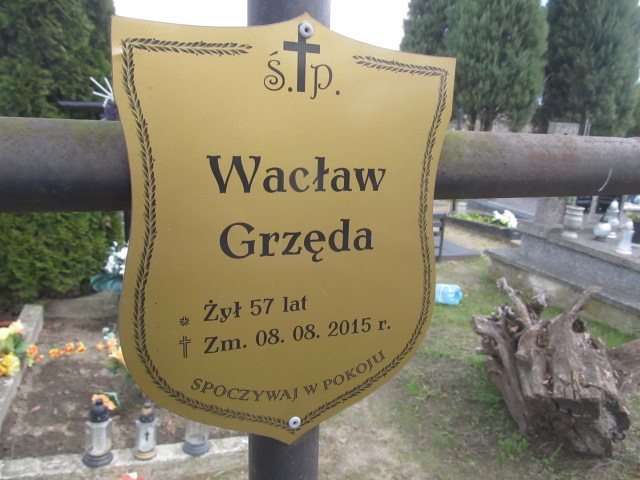 ś.†p.
Wacław
Grzęda
* Żył 57 lat
† Zm. 08. 08. 2015 r.
SPOCZYWAJ W POKOJU